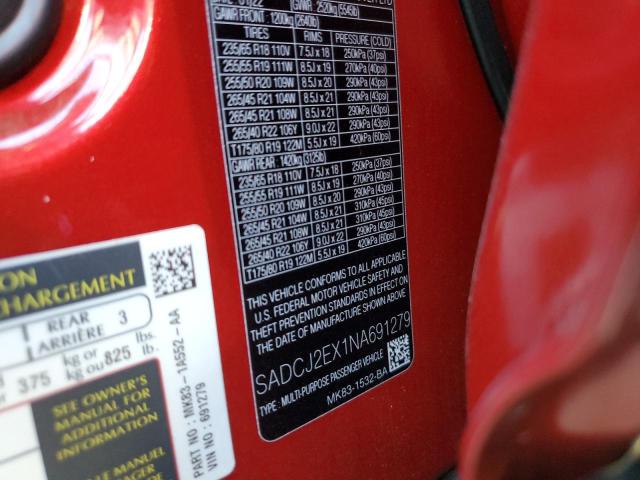 GVWR 2520kg (5545lb)
GAWR FRONT 1200kg (2640lb)
TIRES RIMS PRESSURE (COLD)
235/65 R18 110V 7.5J x 18 250kPa (37psi)
255/55 R19 111W 8.5J x 19 270kPa (40psi)
255/50 R20 109W 8.5J x 20 290kPa (43psi)
265/45 R21 104W 8.5J x 21 290kPa (43psi)
265/45 R21 108W 8.5J x 21 290kPa (43psi)
265/40 R22 106Y 9.0J x 22 290kPa (43psi)
T175/80 R19 122M 5.5J x 19 420kPa (60psi)
GAWR REAR 1420kg (3125lb)
235/65 R18 110V 7.5J x 18 250kPa (37psi)
255/55 R19 111W 8.5J x 19 270kPa (40psi)
255/50 R20 109W 8.5J x 20 290kPa (43psi)
265/45 R21 104W 8.5J x 21 310kPa (45psi)
265/45 R21 108W 8.5J x 21 310kPa (45psi)
265/40 R22 106Y 9.0J x 22 290kPa (43psi)
T175/80 R19 122M 5.5J x 19 420kPa (60psi)
THIS VEHICLE CONFORMS TO ALL APPLICABLE
U.S. FEDERAL MOTOR VEHICLE SAFETY AND
THEFT PREVENTION STANDARDS IN EFFECT ON
THE DATE OF MANUFACTURE SHOWN ABOVE
SADCJ2EX1NA691279
TYPE: MULTI-PURPOSE PASSENGER VEHICLE
MK83-1532-BA
CHARGEMENT
REAR
ARRIÈRE 3
375 kg or lbs.
kg ou 825 lb.
SEE OWNER'S
MANUAL FOR
ADDITIONAL
INFORMATION
PART NO: MK83-1A552-AA
VIN NO: 691279
LE MANUEL